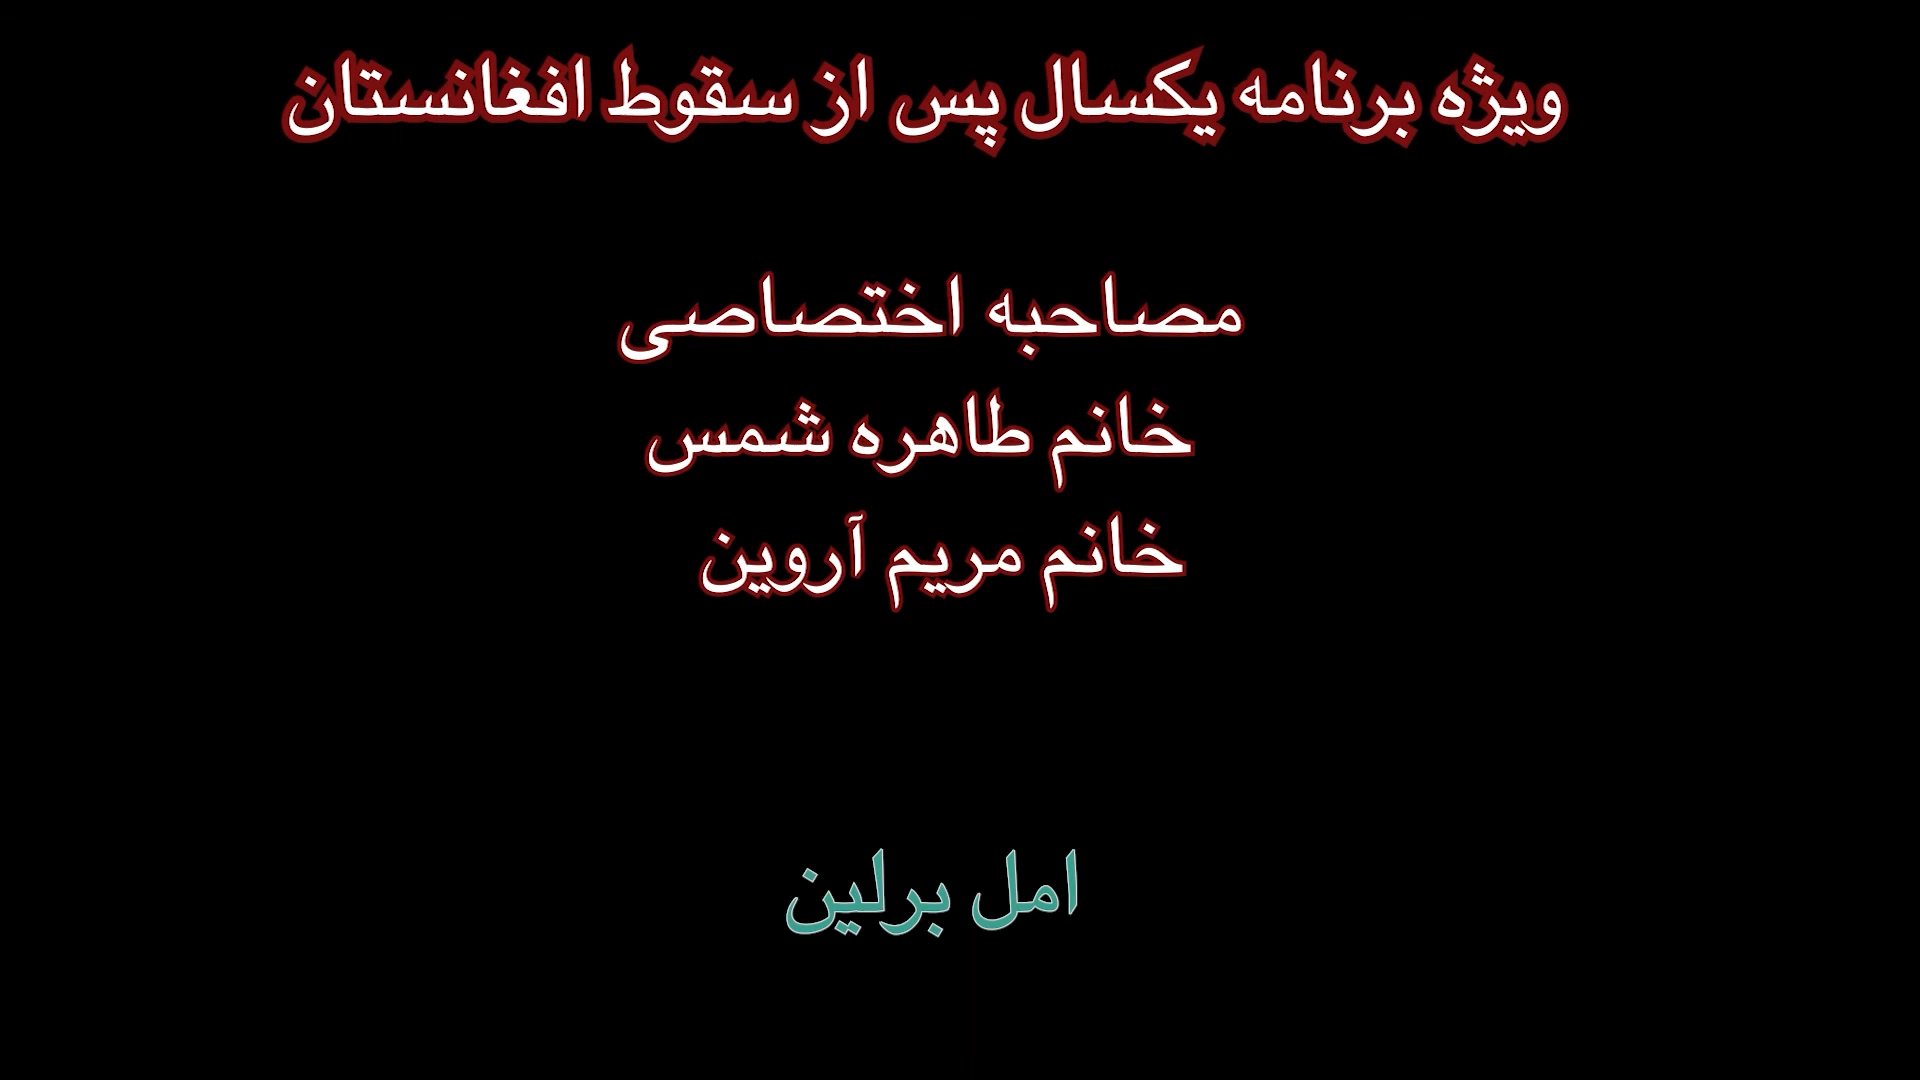 ویژه برنامه یکسال پس از سقوط افغانستان
مصاحبه اختصاصی
خانم طاهره شمس
خانم مریم آروین
امل برلین